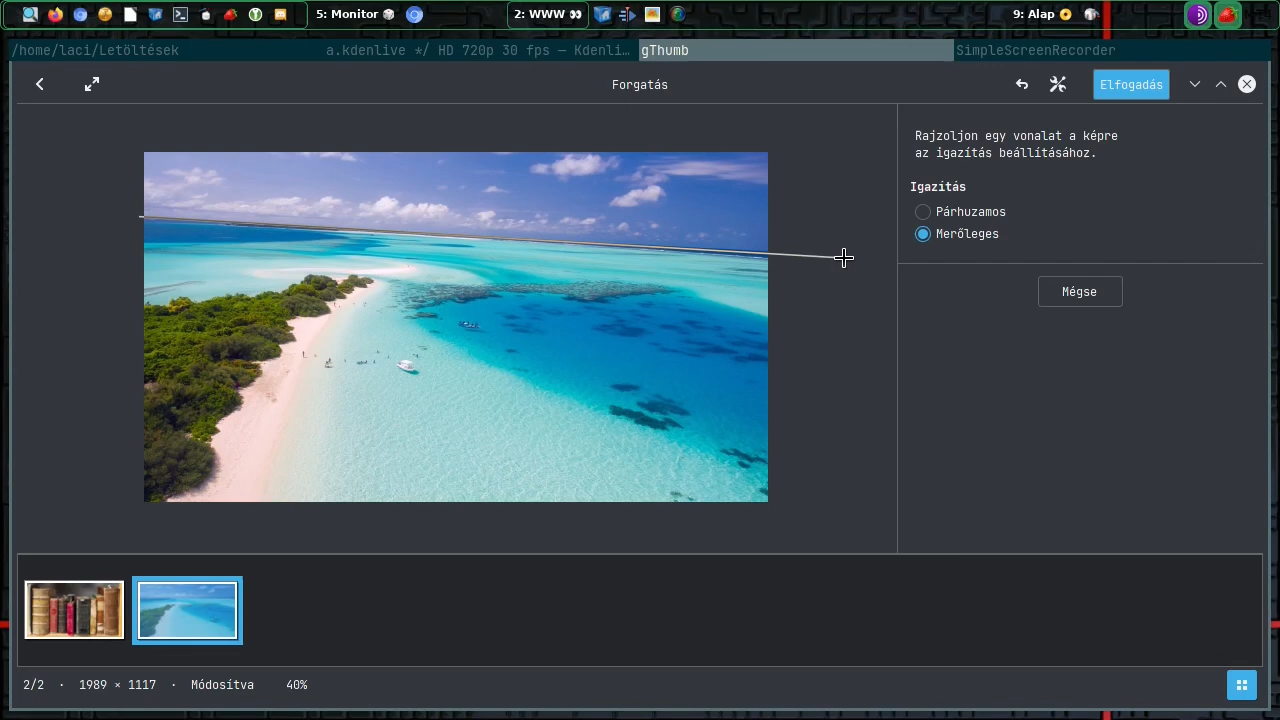 5: Monitor
2: WWW
9: Alap
/home/laci/Letöltések
a.kdenlive */ HD 720p 30 fps — Kdenli…
gThumb
SimpleScreenRecorder
Forgatás
Elfogadás
Rajzoljon egy vonalat a képre
az igazítás beállításához.
Igazítás
Párhuzamos
Merőleges
Mégse
2/2 · 1989 × 1117 · Módosítva 40%